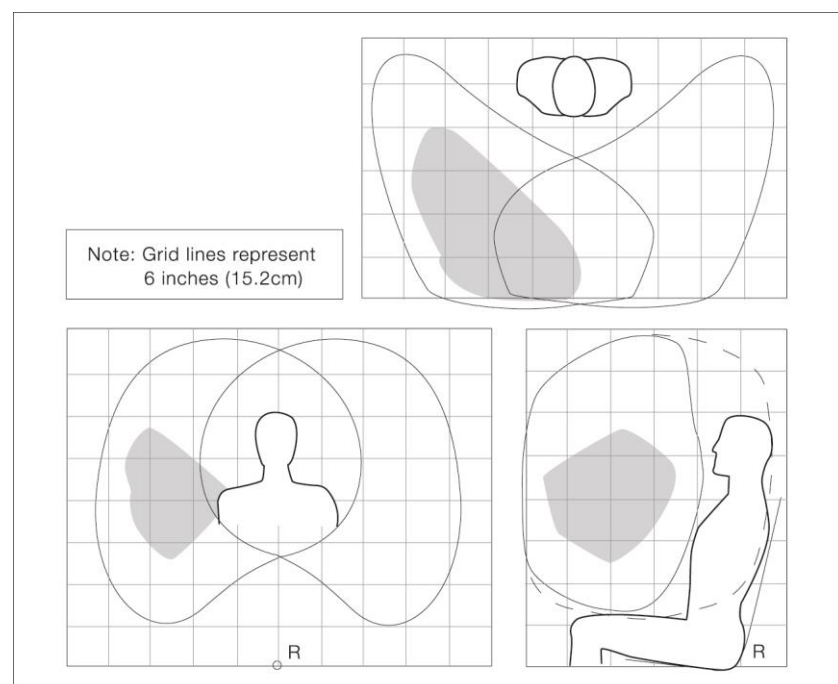 Note: Grid lines represent
6 inches (15.2cm)
R
R